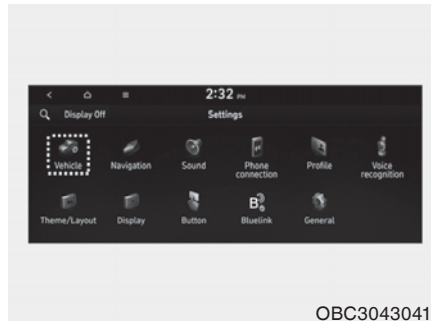 2:32 PM
Display Off Settings
Vehicle Navigation Sound Phone connection Profile Voice recognition
Theme/Layout Display Button Bluelink General
OBC3043041